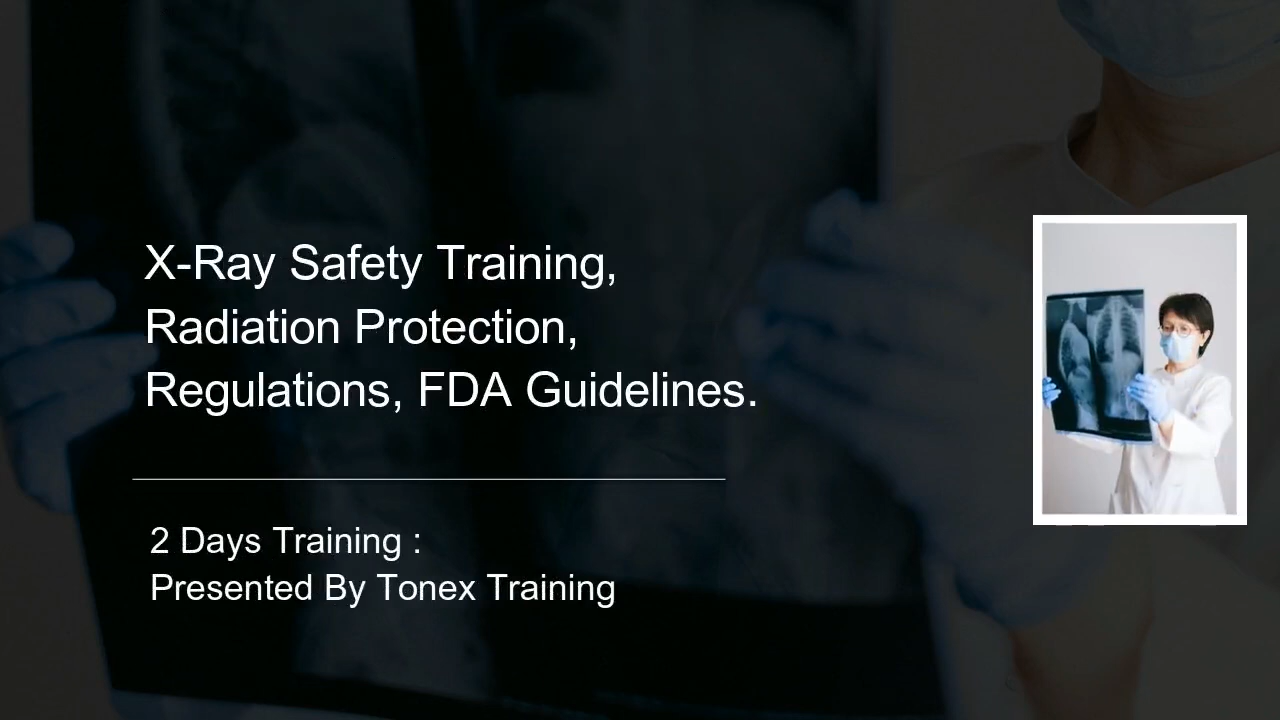 X-Ray Safety Training,
Radiation Protection,
Regulations, FDA Guidelines.
2 Days Training :
Presented By Tonex Training